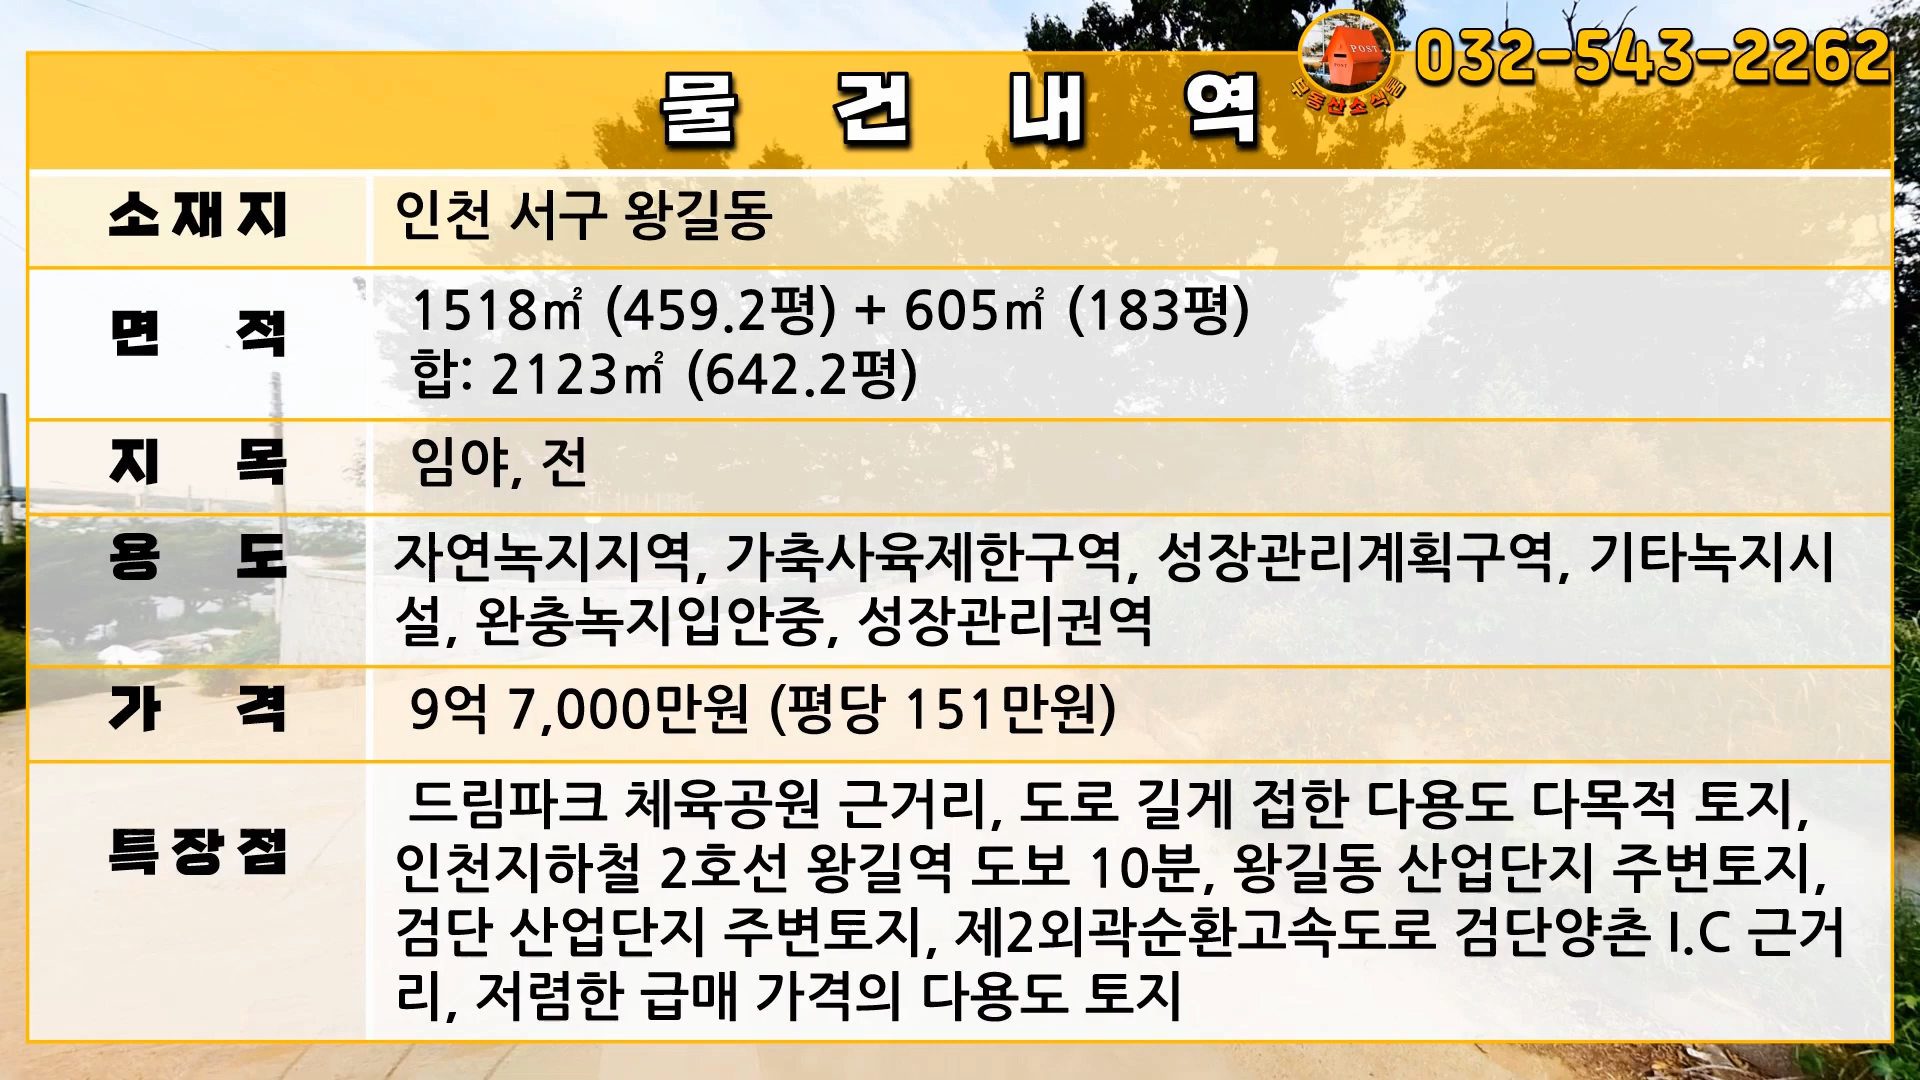 032-543-2262
POST
POST
부동산소식통
물 건 내 역
소재지 인천 서구 왕길동
면 적 1518㎡ (459.2평) + 605㎡ (183평)
합: 2123㎡ (642.2평)
지 목 임야, 전
용 도 자연녹지지역, 가축사육제한구역, 성장관리계획구역, 기타녹지시
설, 완충녹지입안중, 성장관리권역
가 격 9억 7,000만원 (평당 151만원)
특장점 드림파크 체육공원 근거리, 도로 길게 접한 다용도 다목적 토지,
인천지하철 2호선 왕길역 도보 10분, 왕길동 산업단지 주변토지,
검단 산업단지 주변토지, 제2외곽순환고속도로 검단양촌 I.C 근거
리, 저렴한 급매 가격의 다용도 토지